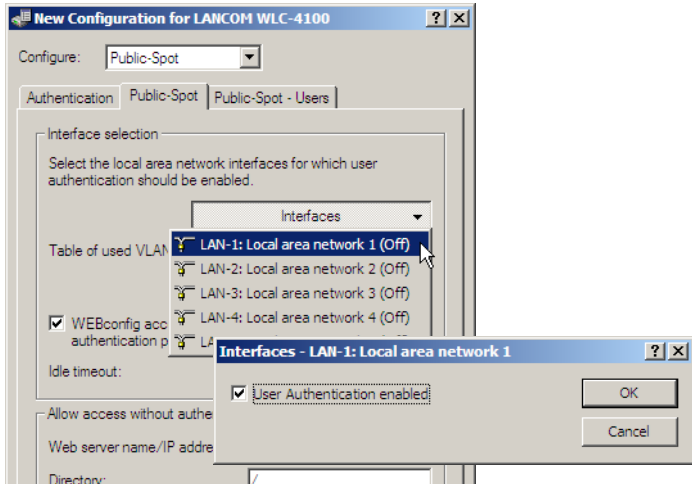 New Configuration for LANCOM WLC-4100
Configure: Public-Spot
Authentication Public-Spot Public-Spot - Users
Interface selection
Select the local area network interfaces for which user
authentication should be enabled.
Interfaces
Table of used VLAN
LAN-1: Local area network 1 (Off)
LAN-2: Local area network 2 (Off)
LAN-3: Local area network 3 (Off)
LAN-4: Local area network 4 (Off)
WEBconfig acc
authentication p
Idle timeout:
Interfaces - LAN-1: Local area network 1
User Authentication enabled
OK
Cancel
Allow access without authe
Web server name/IP addre
Directory: /